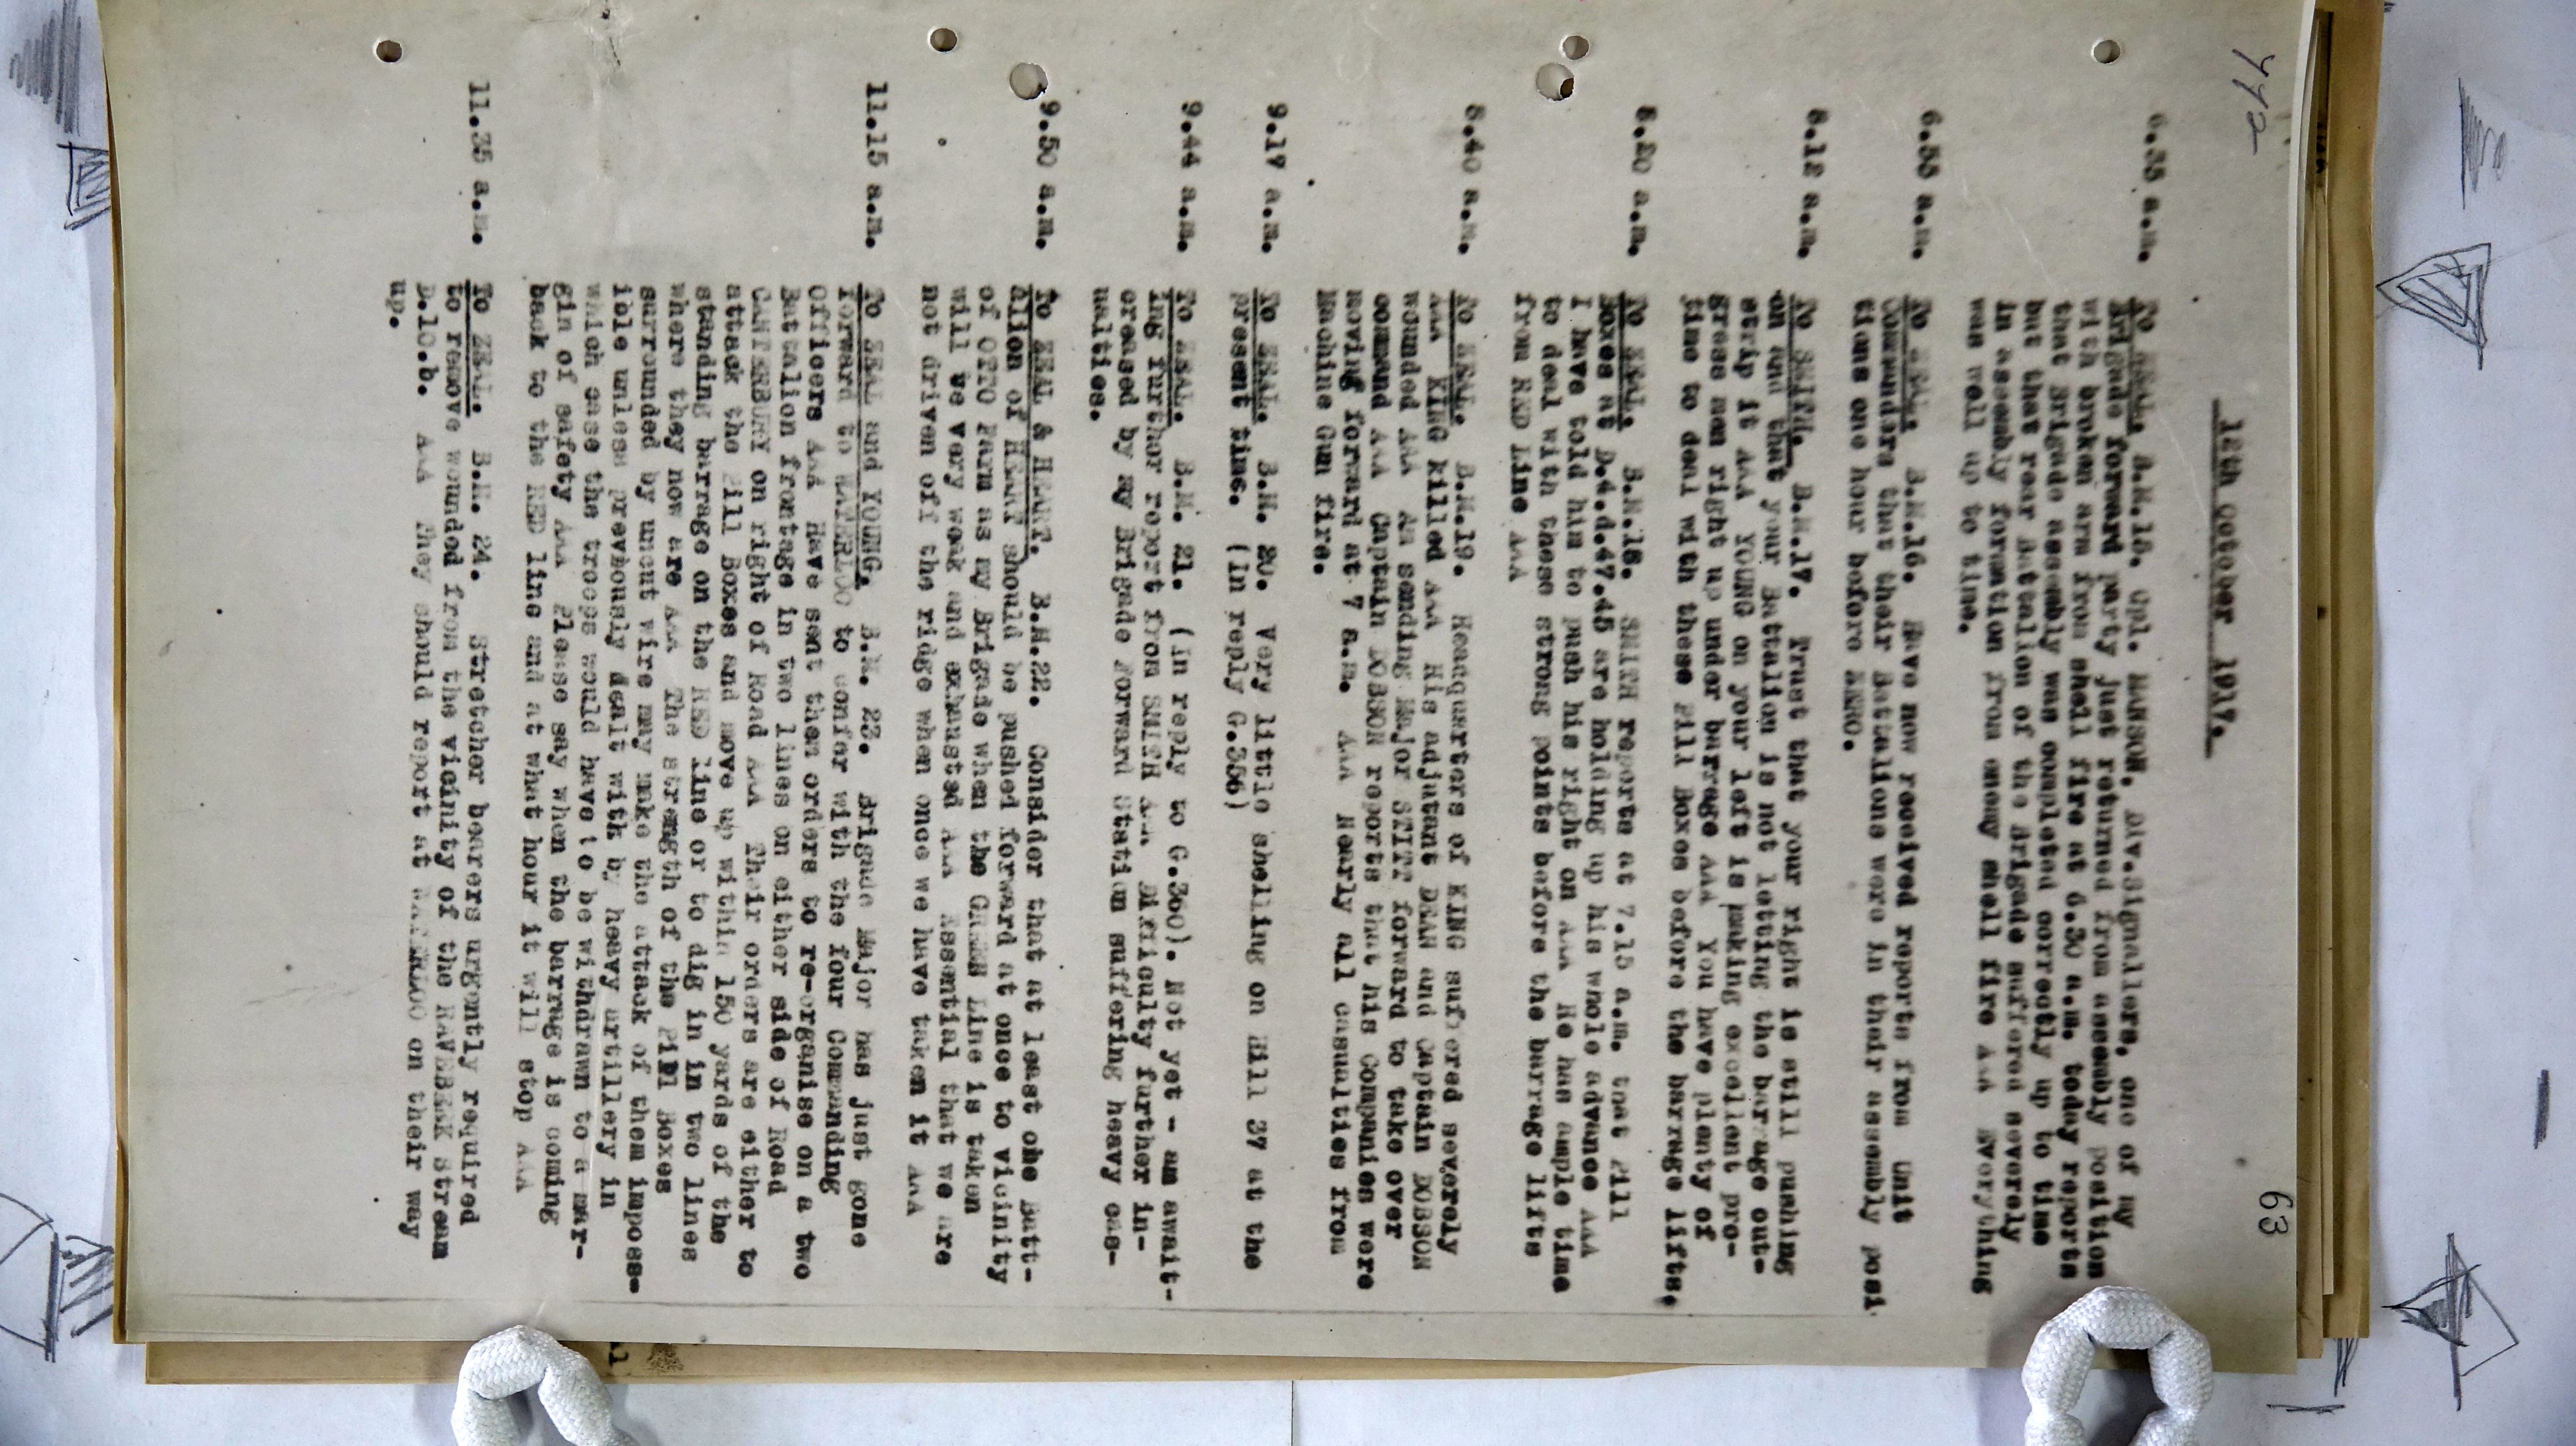 442
63
12th October 1917.
6.35 a.m. To ZEAL. B.M.15. Cpl. MANSON, Div.Signallers, one of my
Brigade forward party just returned from assembly position
with broken arm from shell fire at 6.30 a.m. today reports
that Brigade assembly was completed correctly up to time
but that rear Battalion of the Brigade suffered severely
in assembly formation from enemy shell fire AAA Everything
was well up to time.
6.55 a.m. To ZEAL. B.M.16. Have now received reports from Unit
Commanders that their Battalions were in their assembly posi
tions one hour before ZERO.
8.12 a.m. To SMITH. B.M.17. Trust that your right is still pushing
on and that your Battalion is not letting the barrage out-
strip it AAA YOUNG on your left is making excellent pro-
gress men right up under barrage AAA You have plenty of
time to deal with these Pill Boxes before the barrage lifts.
8.20 a.m. To ZEAL. B.M.18. SMITH reports at 7.15 a.m. that Pill
Boxes at D.4.d.47.45 are holding up his whole advance AAA
I have told him to push his right on AAA He has ample time
to deal with these strong points before the barrage lifts
from RED Line AAA
8.40 a.m. To ZEAL. B.M.19. Headquarters of KING suffered severely
AAA KING killed AAA His adjutant DEAN and Captain DOBSON
wounded AAA Am sending Major STITT forward to take over
command AAA Captain DOBSON reports that his Companies were
moving forward at 7 a.m. AAA Nearly all casualties from
Machine Gun fire.
9.17 a.m. To ZEAL. B.M. 20. Very little shelling on Hill 37 at the
present time. (In reply G.356)
9.44 a.m. To ZEAL. B.M. 21. (In reply to G.360). Not yet - am await-
ing further report from SMITH AAA Difficulty further in-
creased by my Brigade Forward Station suffering heavy cas-
ualties.
9.50 a.m. To ZEAL & HEART. B.M.22. Consider that at least one Batt-
alion of HEART should be pushed forward at once to vicinity
of OTTO Farm as my Brigade when the GREEN Line is taken
will be very weak and exhausted AAA Essential that we are
not driven off the ridge when once we have taken it AAA
11.15 a.m. To ZEAL and YOUNG. B.M. 23. Brigade Major has just gone
forward to WATERLOO to confer with the four Commanding
Officers AAA Have sent them orders to re-organise on a two
Battalion frontage in two lines on either side of Road
CANTERBURY on right of Road AAA Their orders are either to
attack the Pill Boxes and move up within 150 yards of the
standing barrage on the RED Line or to dig in in two lines
where they now are AAA The strength of the Pill Boxes
surrounded by uncut wire may make the attack of them imposs-
ible unless previously dealt with by heavy artillery in
which case the troops would have to be withdrawn to a mar-
gin of safety AAA Please say when the barrage is coming
back to the RED line and at what hour it will stop AAA
11.35 a.m. To ZEAL. B.M. 24. Stretcher bearers urgently required
to remove wounded from the vicinity of the RAVEBEEK Stream
D.10.b. AAA They should report at WATERLOO on their way
up.